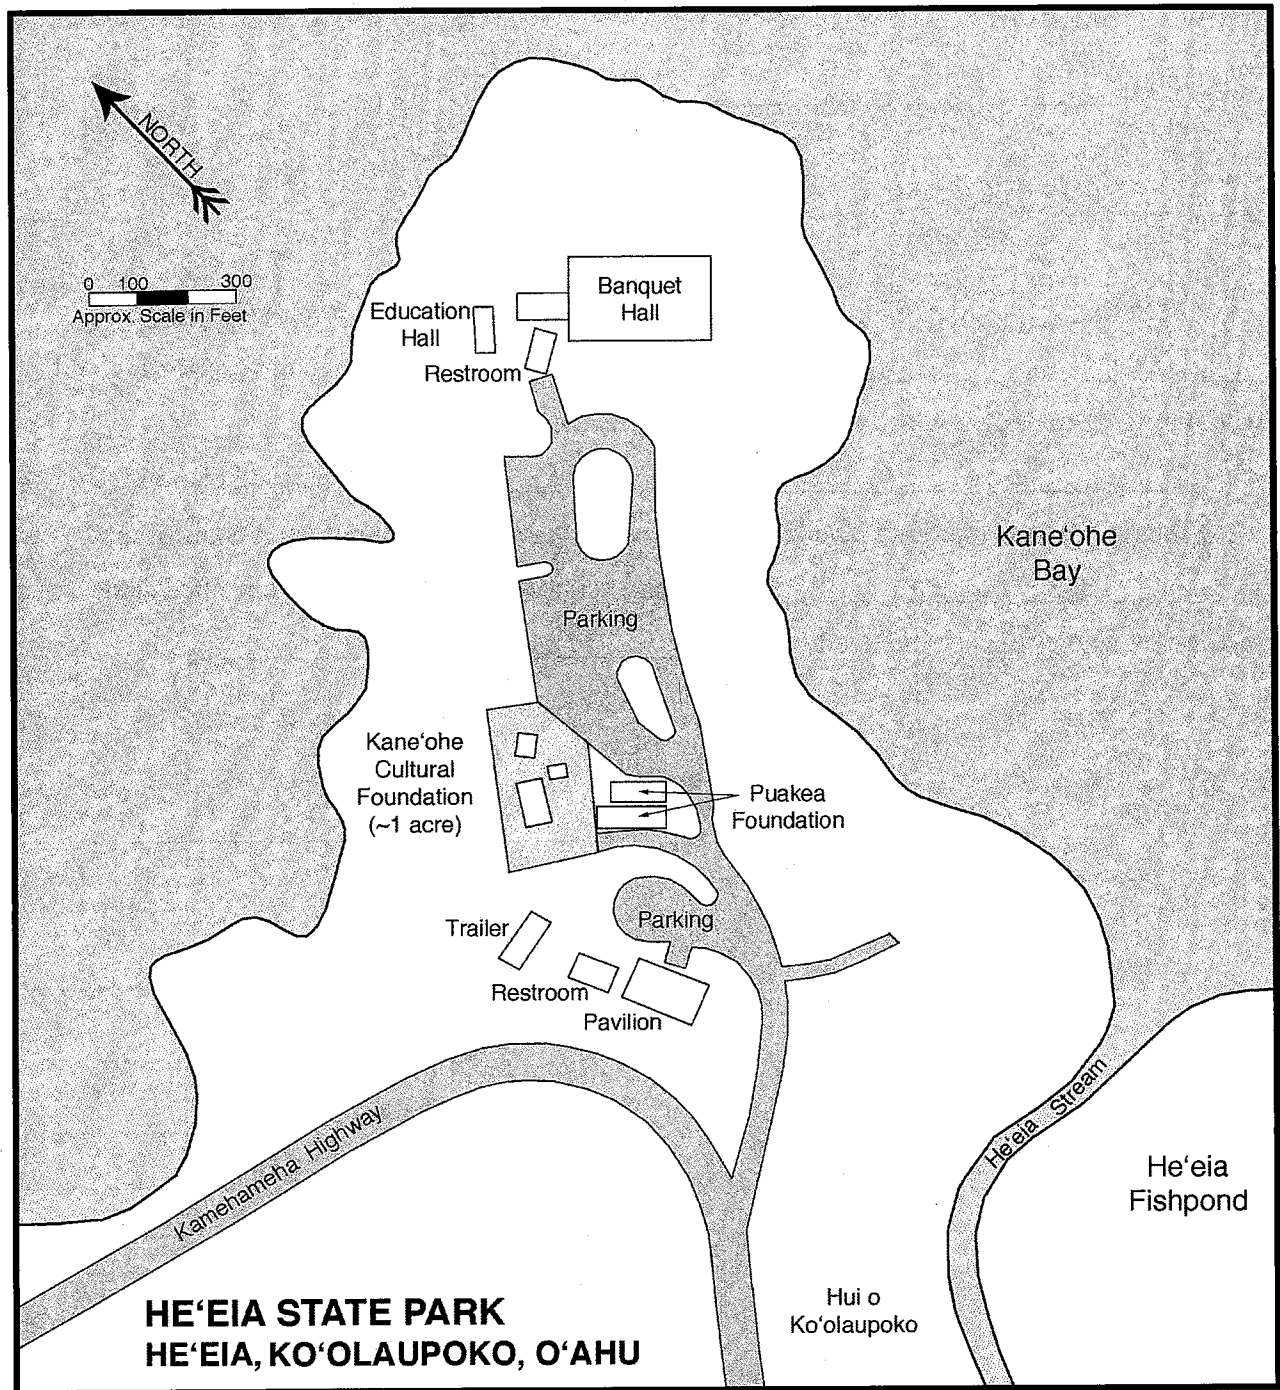 NORTH
0 100 300
Approx. Scale in Feet
Banquet
Hall
Education
Hall
Restroom
Kane‘ohe
Bay
Parking
Kane‘ohe
Cultural
Foundation
(~1 acre)
Puakea
Foundation
Trailer
Parking
Restroom
Pavilion
Kamehameha Highway
He‘eia Stream
He‘eia
Fishpond
Hui o
Ko‘olaupoko
HE‘EIA STATE PARK
HE‘EIA, KO‘OLAUPOKO, O‘AHU